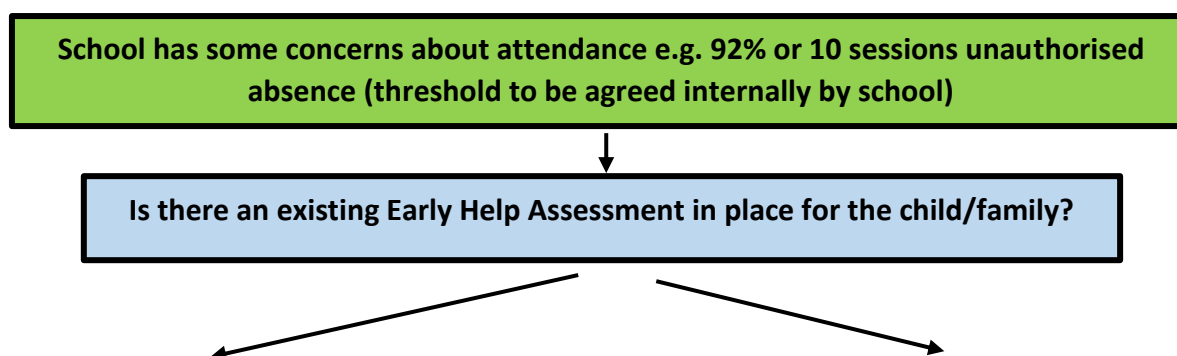 School has some concerns about attendance e.g. 92% or 10 sessions unauthorised
absence (threshold to be agreed internally by school)
Is there an existing Early Help Assessment in place for the child/family?